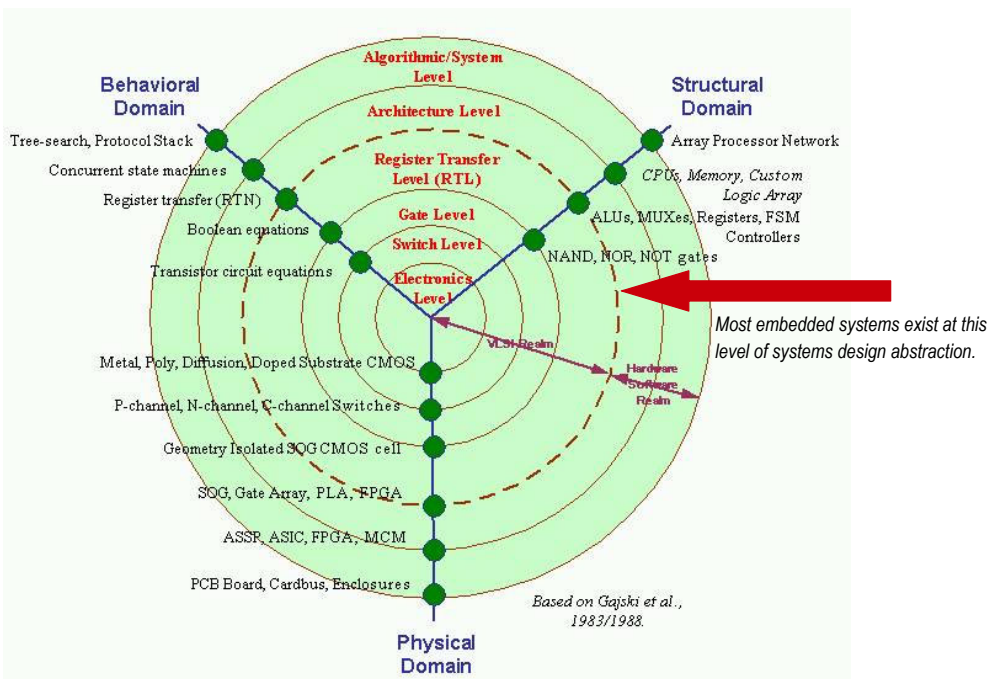 Algorithmic/System
Level
Behavioral
Domain
Structural
Domain
Architecture Level
Tree-search, Protocol Stack
Array Processor Network
Concurrent state machines
Register Transfer
Level (RTL)
CPUs, Memory, Custom
Logic Array
Register transfer (RTN)
Gate Level
ALUs, MUXes, Registers, FSM
Controllers
Boolean equations
Switch Level
NAND, NOR, NOT gates
Transistor circuit equations
Electronics
Level
Most embedded systems exist at this
level of systems design abstraction.
VLSI Realm
Hardware
Software
Realm
Metal, Poly, Diffusion, Doped Substrate CMOS
P-channel, N-channel, C-channel Switches
Geometry Isolated SOG CMOS cell
SOG, Gate Array, PLA, FPGA
ASSP, ASIC, FPGA, MCM
PCB Board, Cardbus, Enclosures
Based on Gajski et al.,
1983/1988.
Physical
Domain